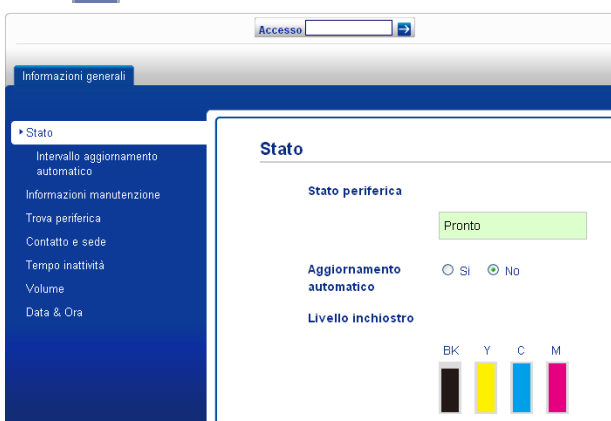 Accesso
Informazioni generali
Stato
Intervallo aggiornamento
automatico
Informazioni manutenzione
Trova periferica
Contatto e sede
Tempo inattività
Volume
Data & Ora
Stato
Stato periferica
Pronto
Aggiornamento
automatico
Si No
Livello inchiostro
BK Y C M